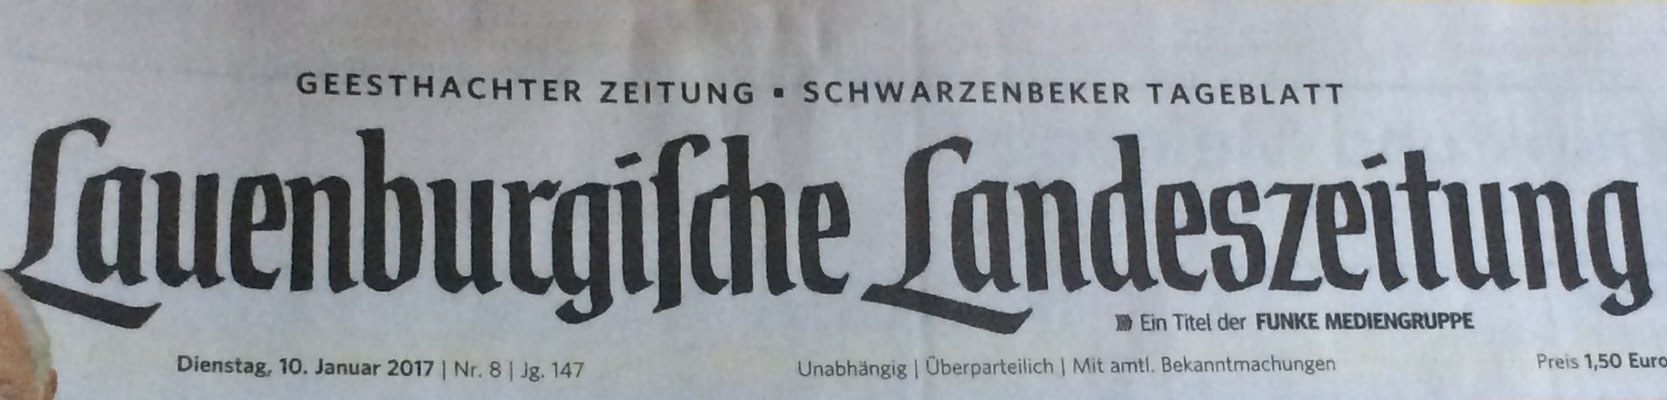 GEESTHACHTER ZEITUNG ▪ SCHWARZENBEKER TAGEBLATT
Lauenburgiſche Landeszeitung
Ein Titel der FUNKE MEDIENGRUPPE
Dienstag, 10. Januar 2017 | Nr. 8 | Jg. 147 Unabhängig | Überparteilich | Mit amtl. Bekanntmachungen Preis 1,50 Euro